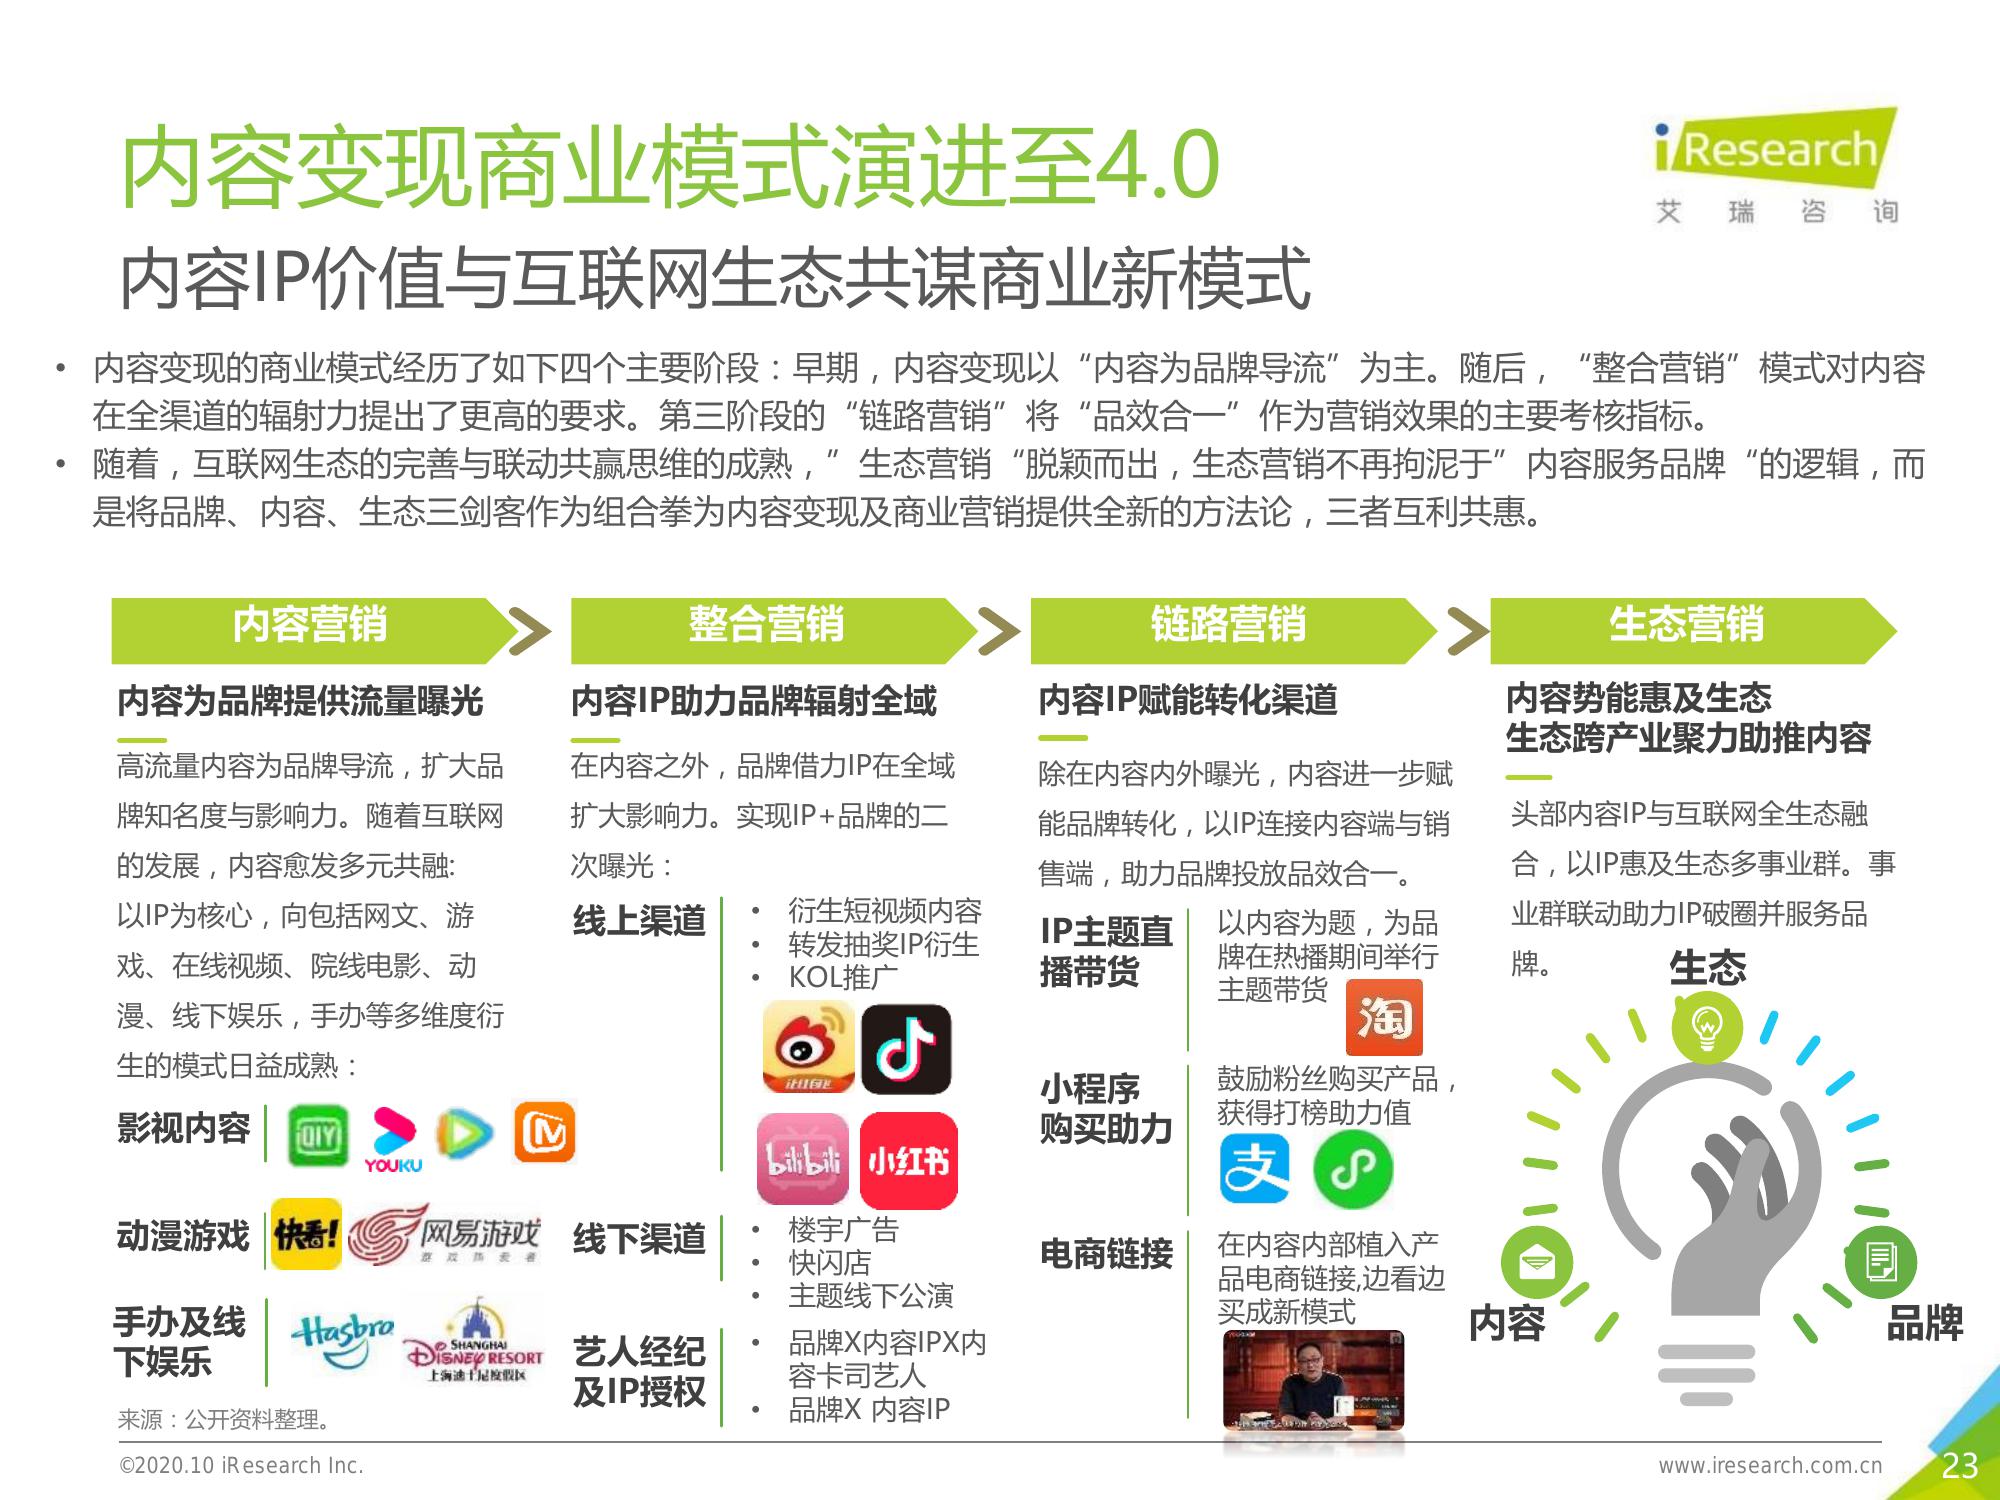 内容变现商业模式演进至4.0
iResearch
艾瑞咨询
内容IP价值与互联网生态共谋商业新模式
• 内容变现的商业模式经历了如下四个主要阶段：早期，内容变现以“内容为品牌导流”为主。随后，“整合营销”模式对内容
在全渠道的辐射力提出了更高的要求。第三阶段的“链路营销”将“品效合一”作为营销效果的主要考核指标。
• 随着，互联网生态的完善与联动共赢思维的成熟，”生态营销“脱颖而出，生态营销不再拘泥于”内容服务品牌“的逻辑，而
是将品牌、内容、生态三剑客作为组合拳为内容变现及商业营销提供全新的方法论，三者互利共惠。
内容营销
内容为品牌提供流量曝光
高流量内容为品牌导流，扩大品
牌知名度与影响力。随着互联网
的发展，内容愈发多元共融:
以IP为核心，向包括网文、游
戏、在线视频、院线电影、动
漫、线下娱乐，手办等多维度衍
生的模式日益成熟：
影视内容
QIY
YOUKU
动漫游戏
快看!
网易游戏
游戏热爱者
手办及线
下娱乐
Hasbro
SHANGHAI
DISNEY RESORT
上海迪士尼度假区
整合营销
内容IP助力品牌辐射全域
在内容之外，品牌借力IP在全域
扩大影响力。实现IP+品牌的二
次曝光：
线上渠道
• 衍生短视频内容
• 转发抽奖IP衍生
• KOL推广
bilibili
小红书
线下渠道
• 楼宇广告
• 快闪店
• 主题线下公演
艺人经纪
及IP授权
• 品牌X内容IPX内
容卡司艺人
• 品牌X 内容IP
链路营销
内容IP赋能转化渠道
除在内容内外曝光，内容进一步赋
能品牌转化，以IP连接内容端与销
售端，助力品牌投放品效合一。
IP主题直
播带货
以内容为题，为品
牌在热播期间举行
主题带货
淘
小程序
购买助力
鼓励粉丝购买产品，
获得打榜助力值
支
电商链接
在内容内部植入产
品电商链接,边看边
买成新模式
生态营销
内容势能惠及生态
生态跨产业聚力助推内容
头部内容IP与互联网全生态融
合，以IP惠及生态多事业群。事
业群联动助力IP破圈并服务品
牌。
生态
内容
品牌
来源：公开资料整理。
©2020.10 iResearch Inc.
www.iresearch.com.cn
23